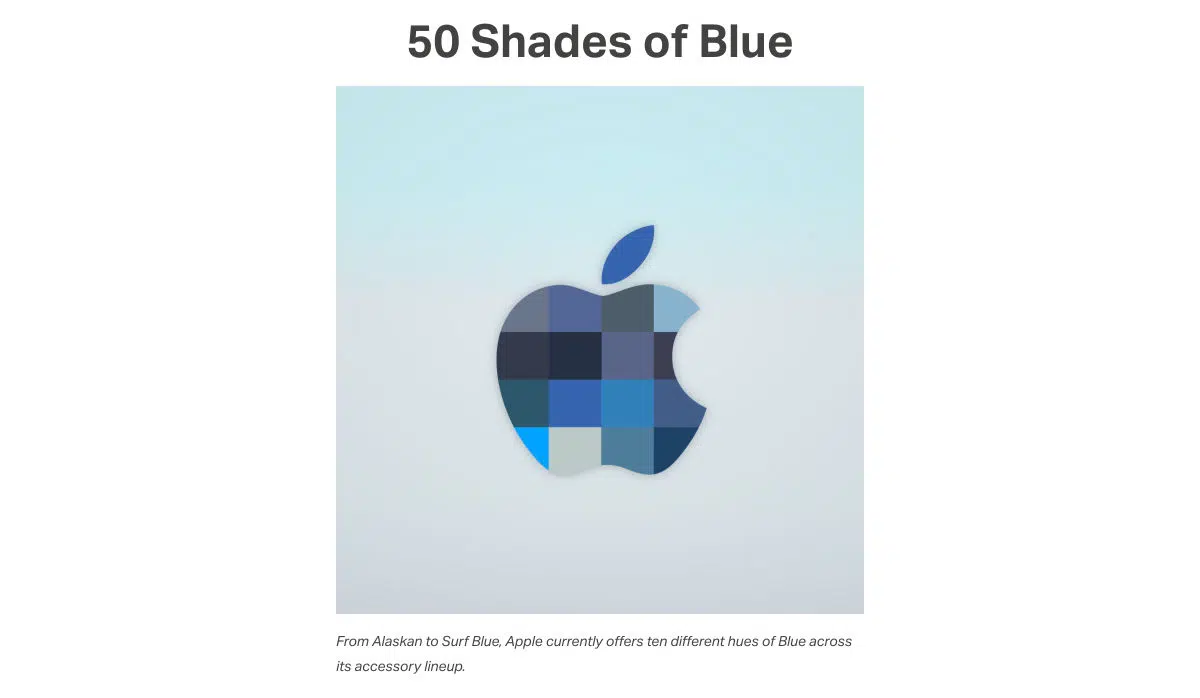 50 Shades of Blue
From Alaskan to Surf Blue, Apple currently offers ten different hues of Blue across
its accessory lineup.